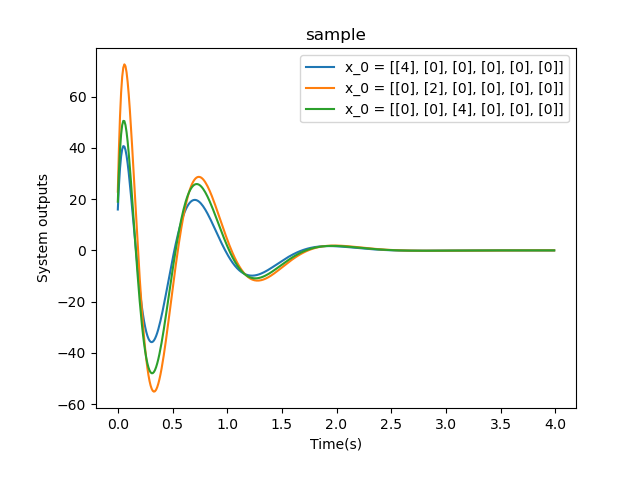 sample
x_0 = [[4], [0], [0], [0], [0], [0]]
x_0 = [[0], [2], [0], [0], [0], [0]]
x_0 = [[0], [0], [4], [0], [0], [0]]
System outputs
60
40
20
0
−20
−40
−60
0.0 0.5 1.0 1.5 2.0 2.5 3.0 3.5 4.0
Time(s)